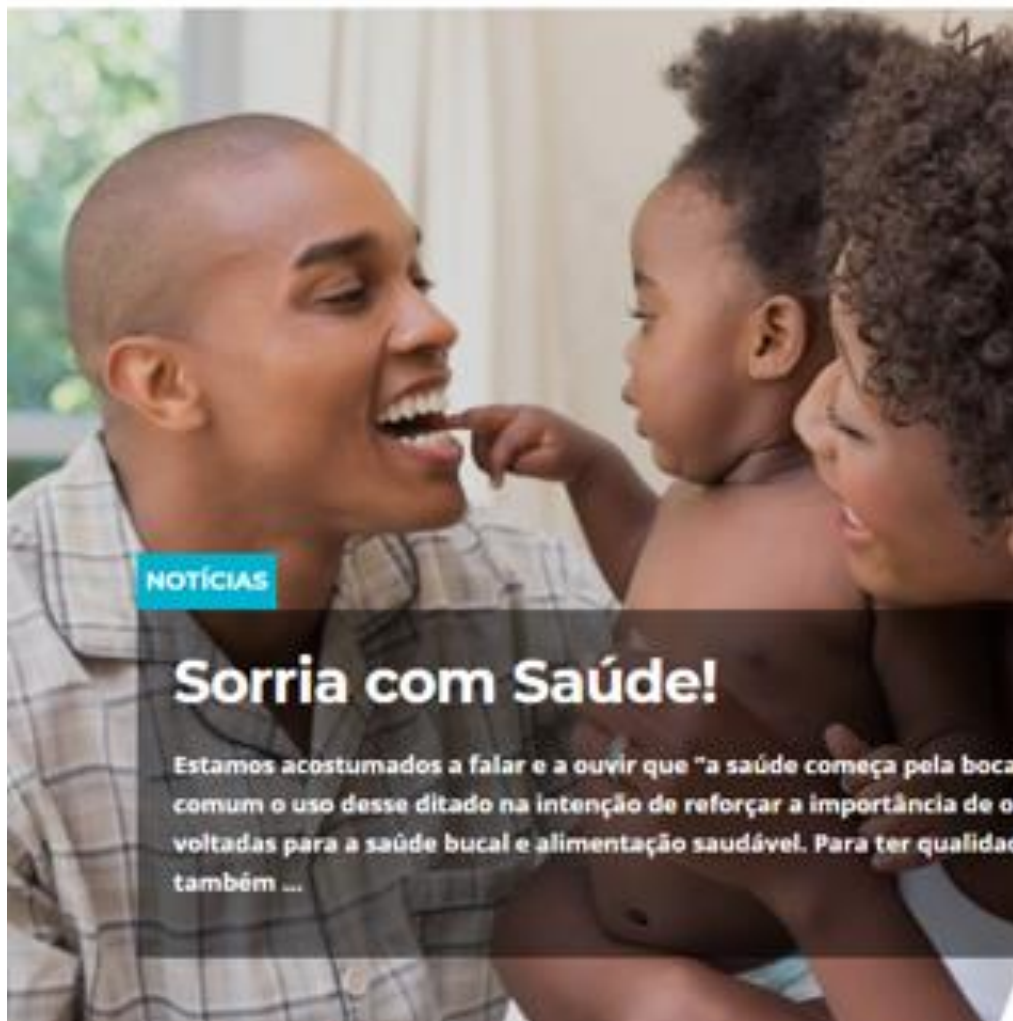 NOTÍCIAS
Sorria com Saúde!
Estamos acostumados a falar e a ouvir que "a saúde começa pela boca
comum o uso desse ditado na intenção de reforçar a importância de
voltadas para a saúde bucal e alimentação saudável. Para ter
também ...